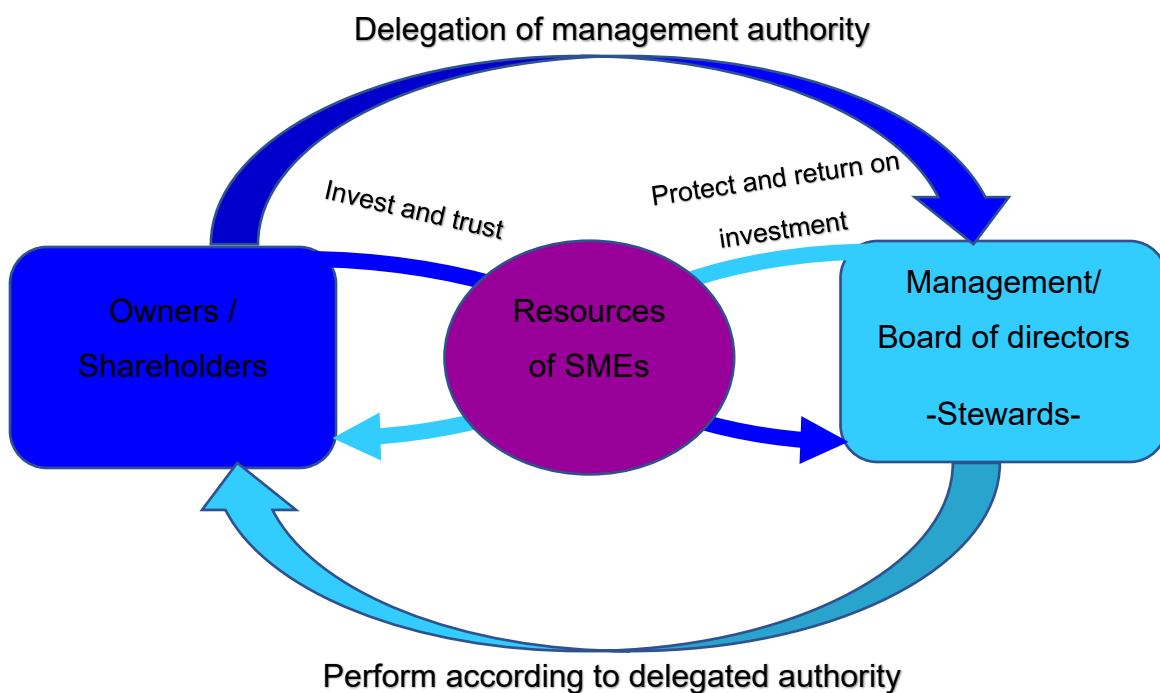 Delegation of management authority
Invest and trust
Protect and return on
investment
Owners /
Shareholders
Resources
of SMEs
Management/
Board of directors
-Stewards-
Perform according to delegated authority